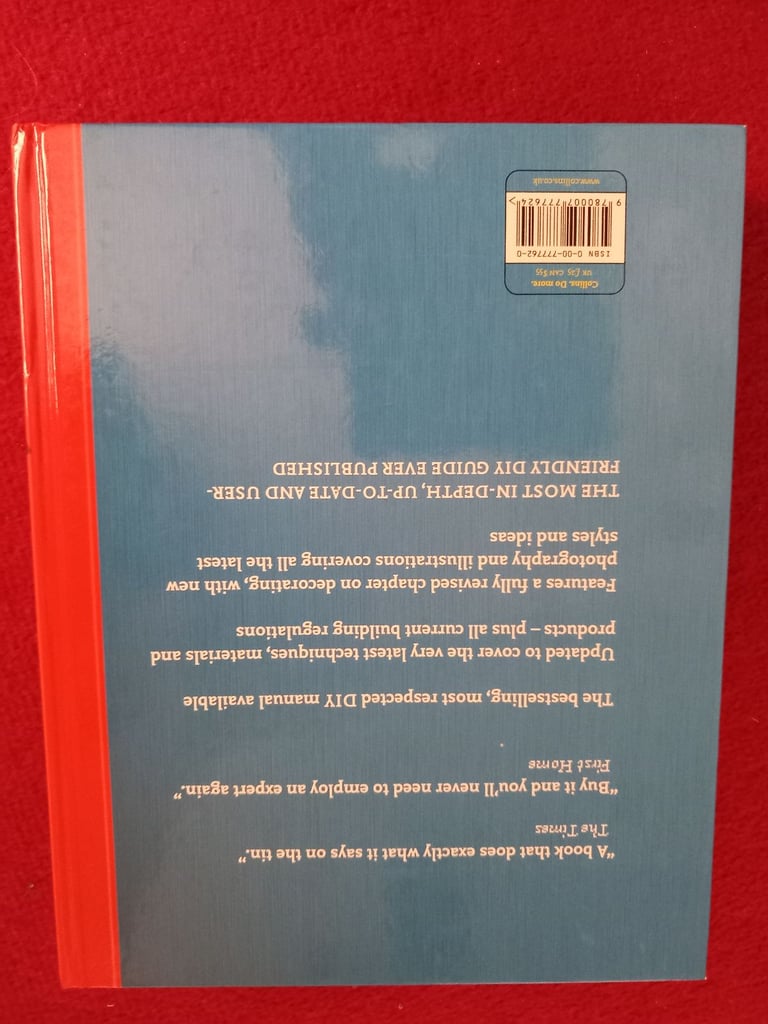 “A book that does exactly what it says on the tin.”
The Times
“Buy it and you'll never need to employ an expert again.”
First Home
The bestselling, most respected DIY manual available
Updated to cover the very latest techniques, materials and
products – plus all current building regulations
Features a fully revised chapter on decorating, with new
photography and illustrations covering all the latest
styles and ideas
THE MOST IN-DEPTH, UP-TO-DATE AND USER-
FRIENDLY DIY GUIDE EVER PUBLISHED
Collins. Do more.
UK £25 CAN $55
ISBN 0-00-777762-0
9 780007 777624 >
www.collins.co.uk